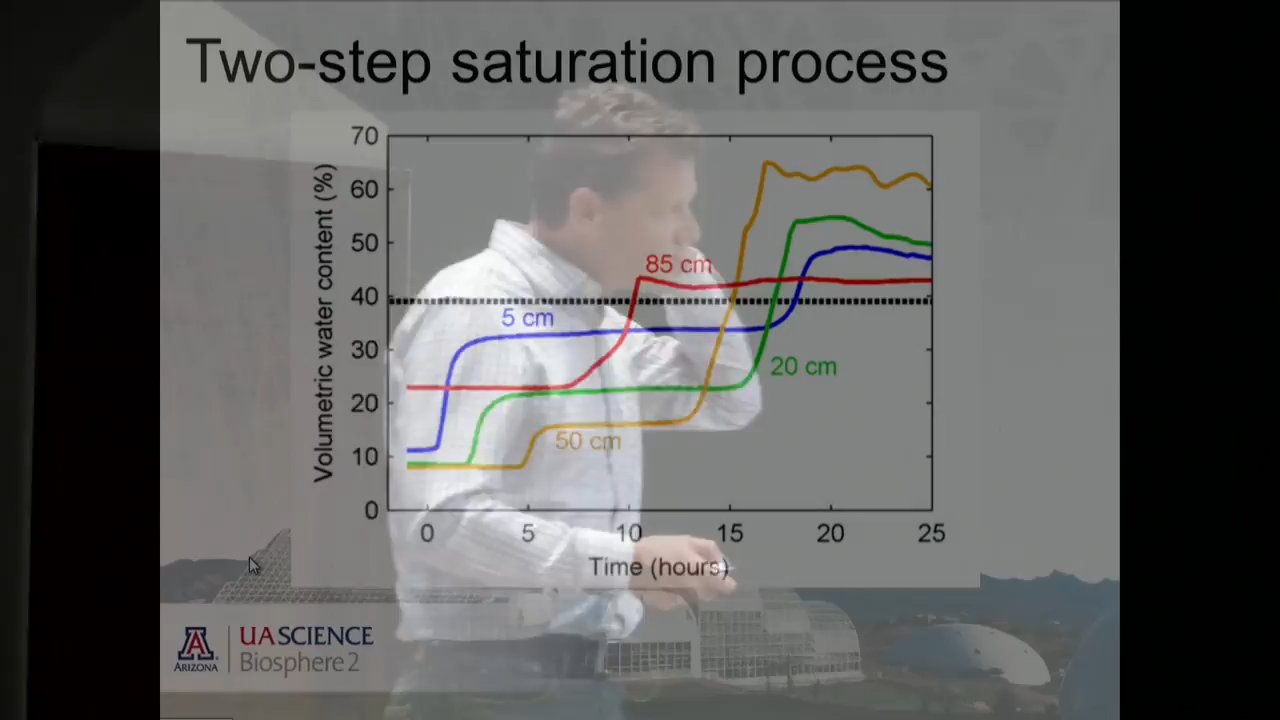 Two-step saturation process
70
60
50
40
30
20
10
0
Volumetric water content (%)
85 cm
5 cm
20 cm
50 cm
0 5 10 15 20 25
Time (hours)
A
ARIZONA
UA SCIENCE
Biosphere 2